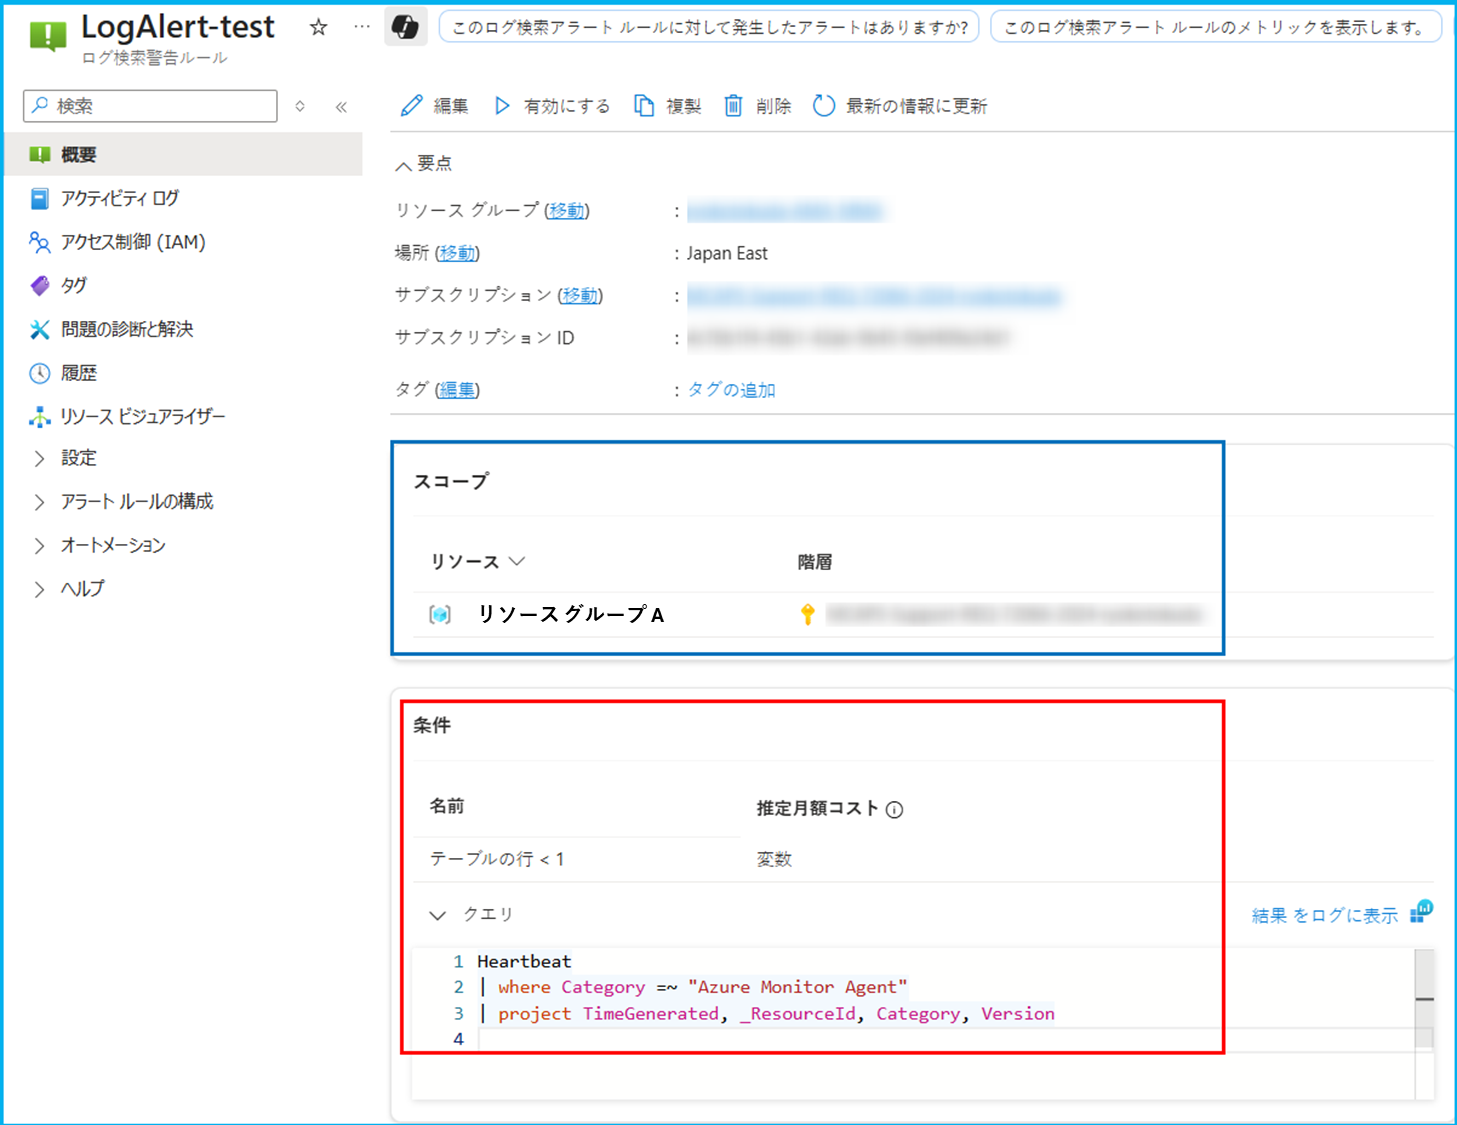 LogAlert-test
ログ検索警告ルール
このログ検索アラート ルールに対して発生したアラートはありますか?
このログ検索アラート ルールのメトリックを表示します。
検索
編集
有効にする
複製
削除
最新の情報に更新
概要
アクティビティ ログ
アクセス制御 (IAM)
タグ
問題の診断と解決
履歴
リソース ビジュアライザー
設定
アラート ルールの構成
オートメーション
ヘルプ
要点
リソース グループ (移動) :
場所 (移動) : Japan East
サブスクリプション (移動) :
サブスクリプション ID :
タグ (編集) : タグの追加
スコープ
リソース 階層
リソース グループ A
条件
名前 推定月額コスト
テーブルの行 < 1 変数
クエリ
結果 をログに表示
1 Heartbeat
2 | where Category =~ "Azure Monitor Agent"
3 | project TimeGenerated, _ResourceId, Category, Version
4